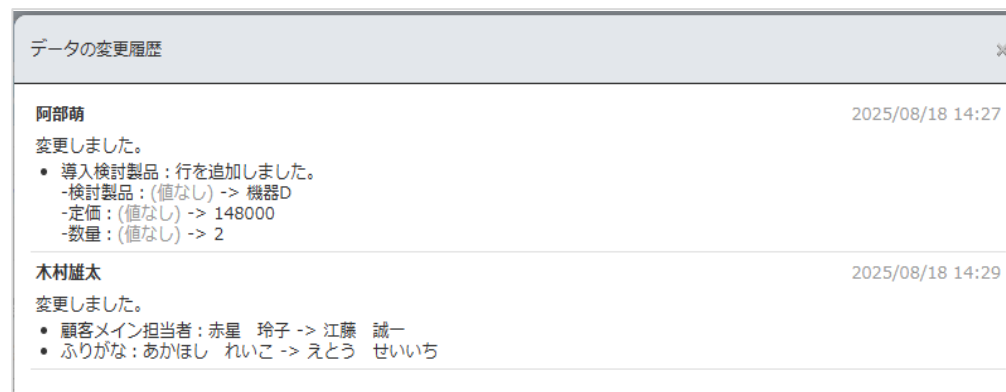 データの変更履歴
阿部萌 2025/08/18 14:27
変更しました。
• 導入検討製品：行を追加しました。
-検討製品：(値なし) -> 機器D
-定価：(値なし) -> 148000
-数量：(値なし) -> 2
木村雄太 2025/08/18 14:29
変更しました。
• 顧客メイン担当者：赤星　玲子 -> 江藤　誠一
• ふりがな：あかほし　れいこ -> えとう　せいいち